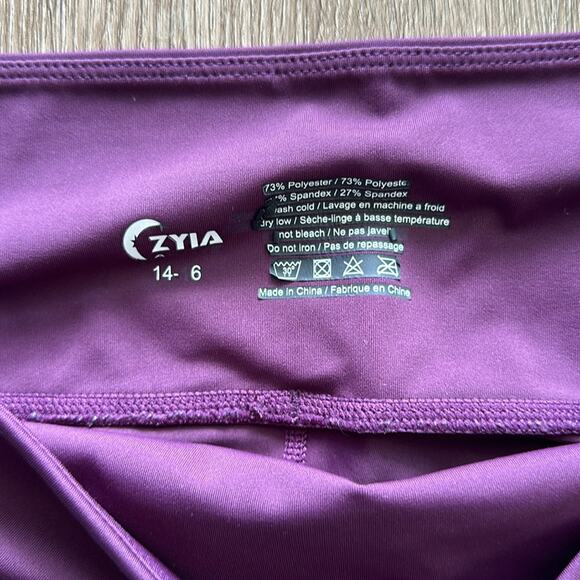 ZYIA
14- 6
73% Polyester / 73% Polyeste
% Spandex / 27% Spandex
wash cold / Lavage en machine a froid
dry low / Sèche-linge à basse température
not bleach / Ne pas javel
Do not iron / Pas de repassage
30°
Made in China / Fabrique en Chine